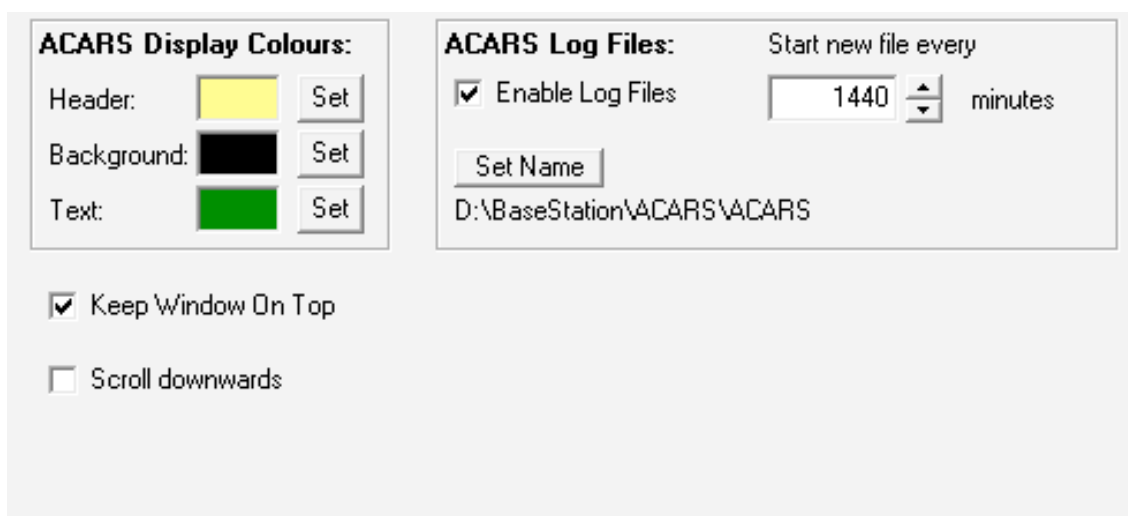 ACARS Display Colours:
Header: Set
Background: Set
Text: Set
ACARS Log Files: Start new file every
Enable Log Files 1440 minutes
Set Name
D:\BaseStation\ACARS\ACARS
Keep Window On Top
Scroll downwards